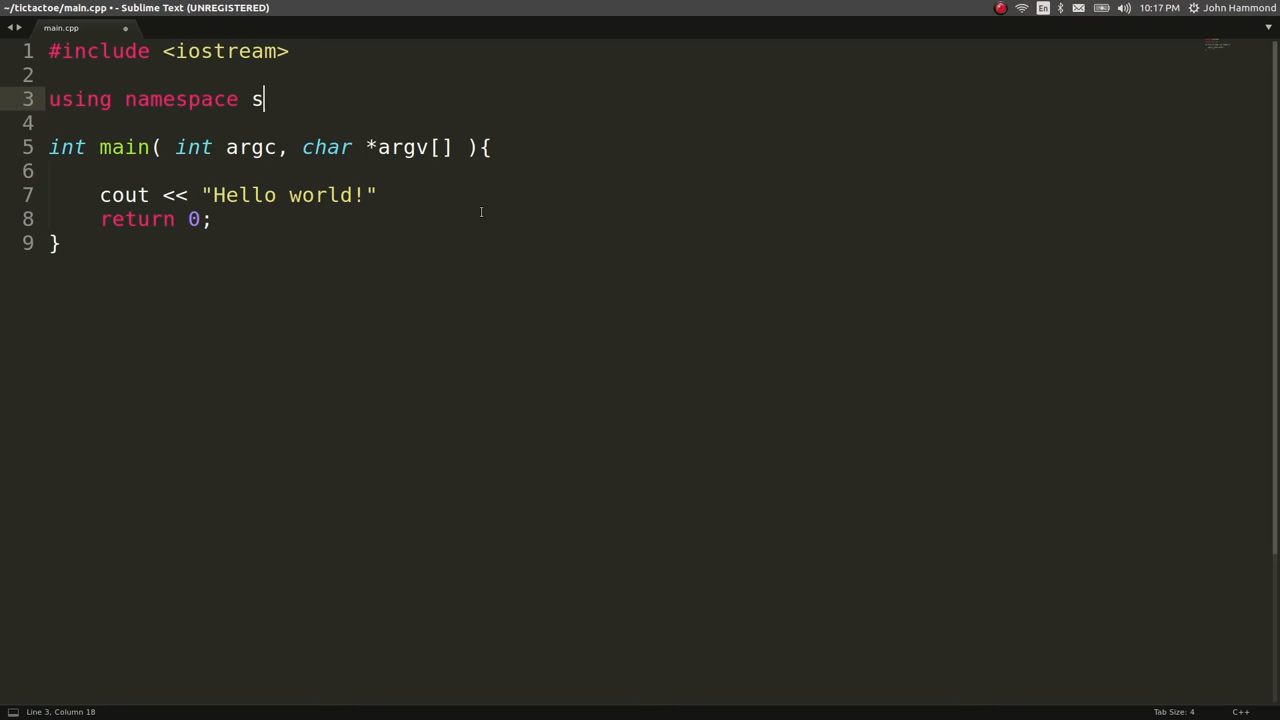 ~/tictactoe/main.cpp • - Sublime Text (UNREGISTERED)
En
10:17 PM
John Hammond
main.cpp
1 #include <iostream>
2
3 using namespace s
4
5 int main( int argc, char *argv[] ){
6
7 cout << "Hello world!"
8 return 0;
9 }
Line 3, Column 18
Tab Size: 4
C++